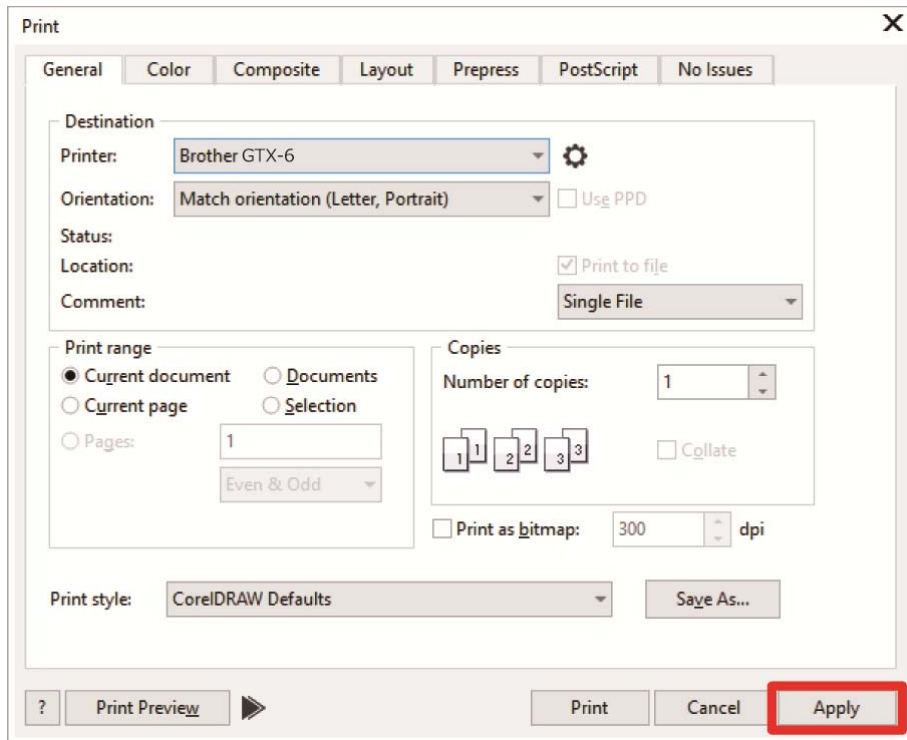 Print
General Color Composite Layout Prepress PostScript No Issues
Destination
Printer: Brother GTX-6
Orientation: Match orientation (Letter, Portrait) Use PPD
Status:
Location: Print to file
Comment: Single File
Print range
Current document Documents
Current page Selection
Pages: 1
Even & Odd
Copies
Number of copies: 1
1 1 2 2 3 3 Collate
Print as bitmap: 300 dpi
Print style: CorelDRAW Defaults Save As...
? Print Preview Print Cancel Apply